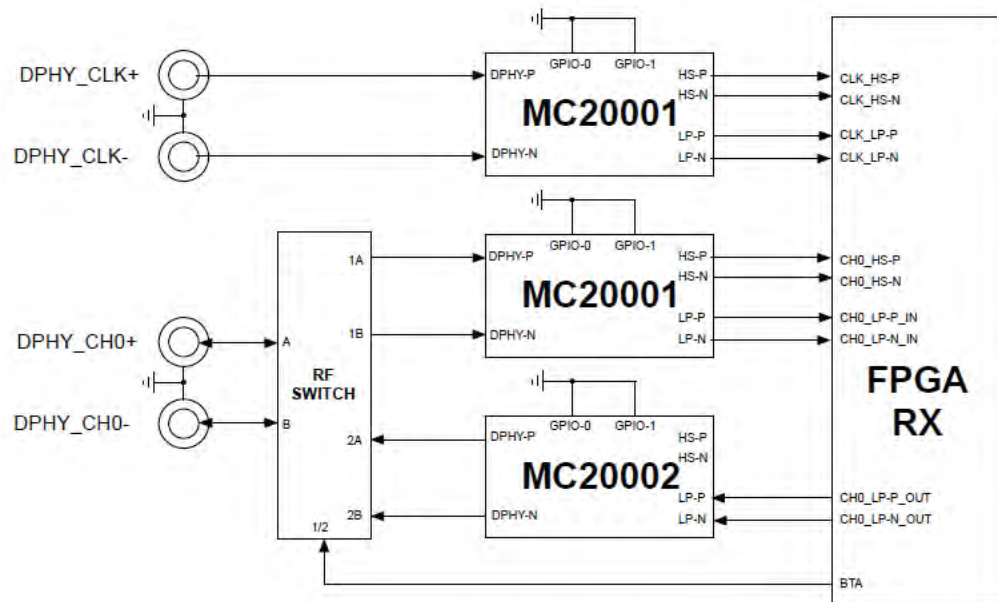 DPHY_CLK+
DPHY_CLK-
GPIO-0 GPIO-1
DPHY-P
HS-P
HS-N
MC20001
LP-P
DPHY-N
LP-N
CLK_HS-P
CLK_HS-N
CLK_LP-P
CLK_LP-N
GPIO-0 GPIO-1
DPHY-P
HS-P
HS-N
MC20001
LP-P
DPHY-N
LP-N
CH0_HS-P
CH0_HS-N
CH0_LP-P_IN
CH0_LP-N_IN
DPHY_CH0+
DPHY_CH0-
1A
1B
A
RF
SWITCH
B
2A
2B
1/2
GPIO-0 GPIO-1
DPHY-P
HS-P
HS-N
MC20002
LP-P
DPHY-N
LP-N
FPGA
RX
CH0_LP-P_OUT
CH0_LP-N_OUT
BTA